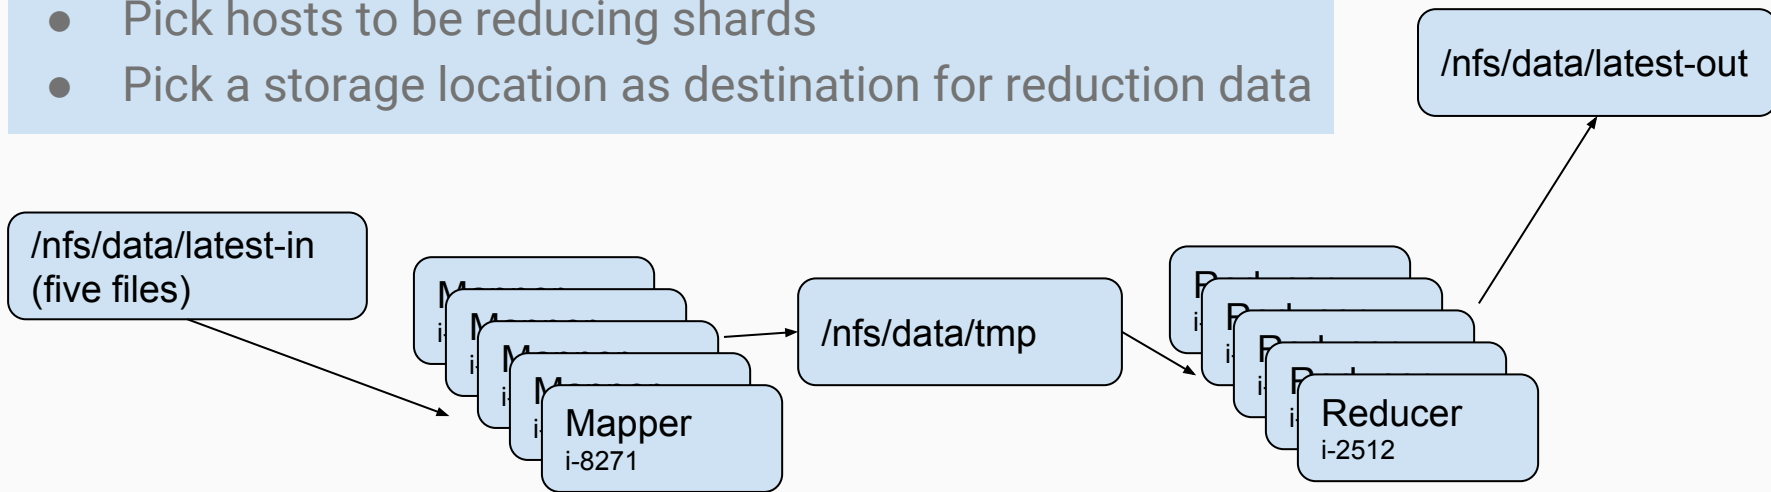 ● Pick hosts to be reducing shards
● Pick a storage location as destination for reduction data
/nfs/data/latest-out
/nfs/data/latest-in
(five files)
Mapper
i-8271
/nfs/data/tmp
Reducer
i-2512